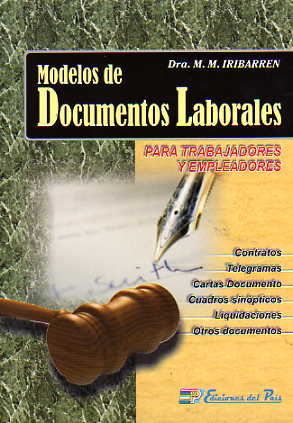 Dra. M. M. IRIBARREN
Modelos de
Documentos Laborales
PARA TRABAJADORES
Y EMPLEADORES
Contratos
Telegramas
Cartas Documento
Cuadros sinópticos
Liquidaciones
Otros documentos
Ediciones del País